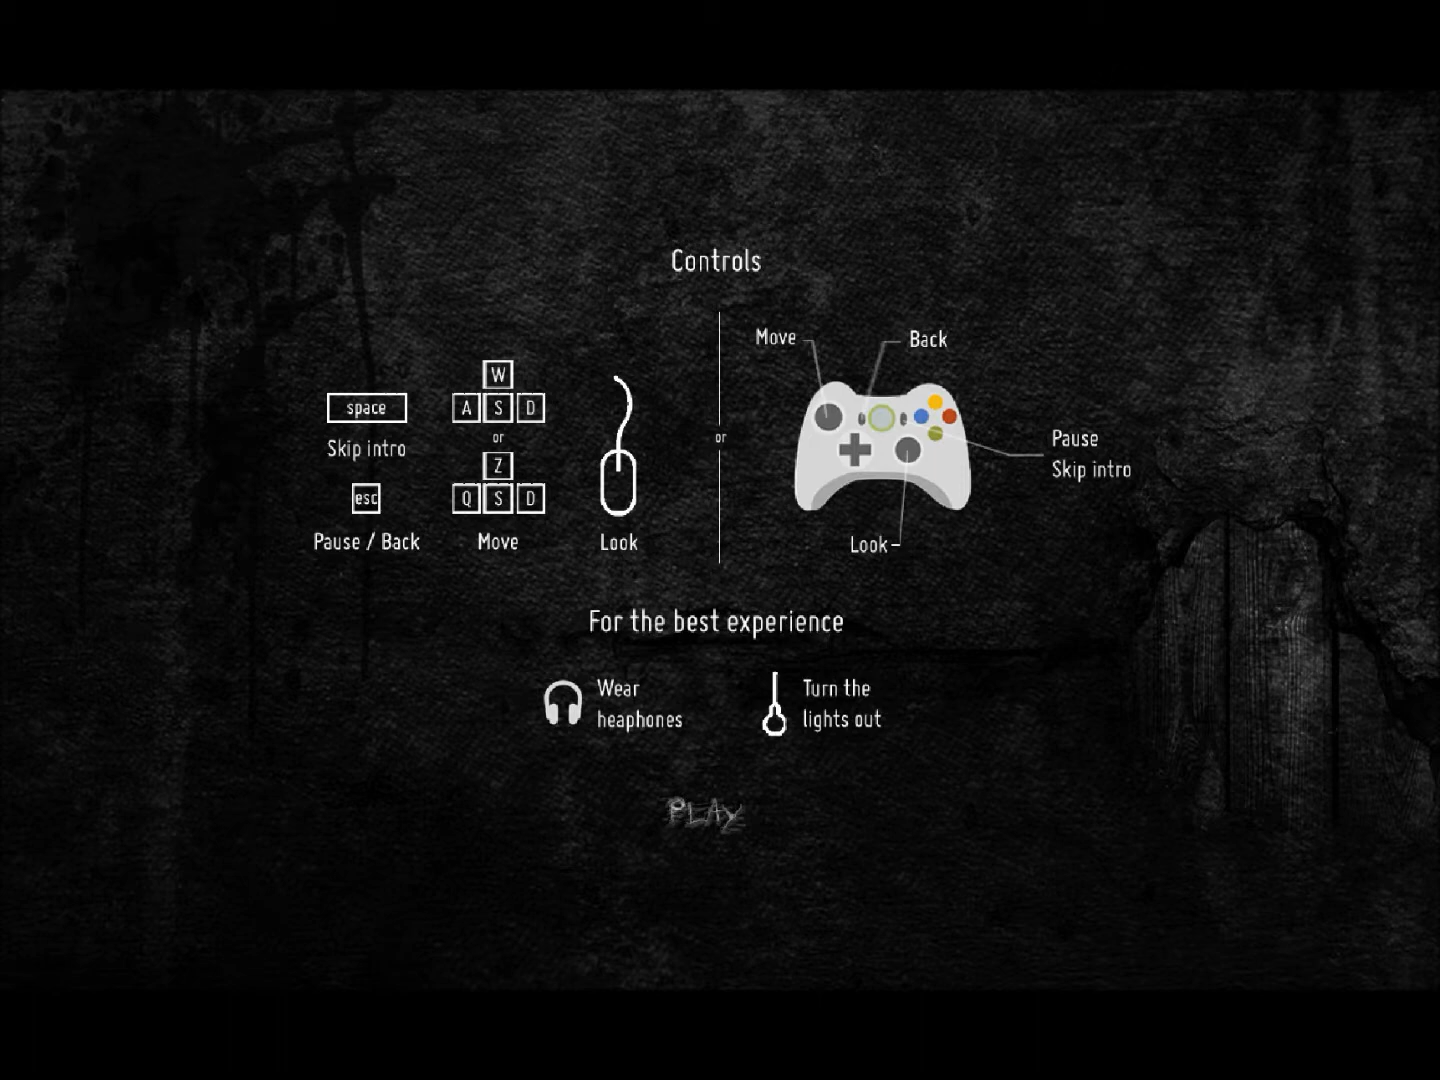 Controls
space
Skip intro
esc
Pause / Back
W
A S D
or
Z
Q S D
Move
Look
or
Move
Back
Pause
Skip intro
Look
For the best experience
Wear
heaphones
Turn the
lights out
PLAY